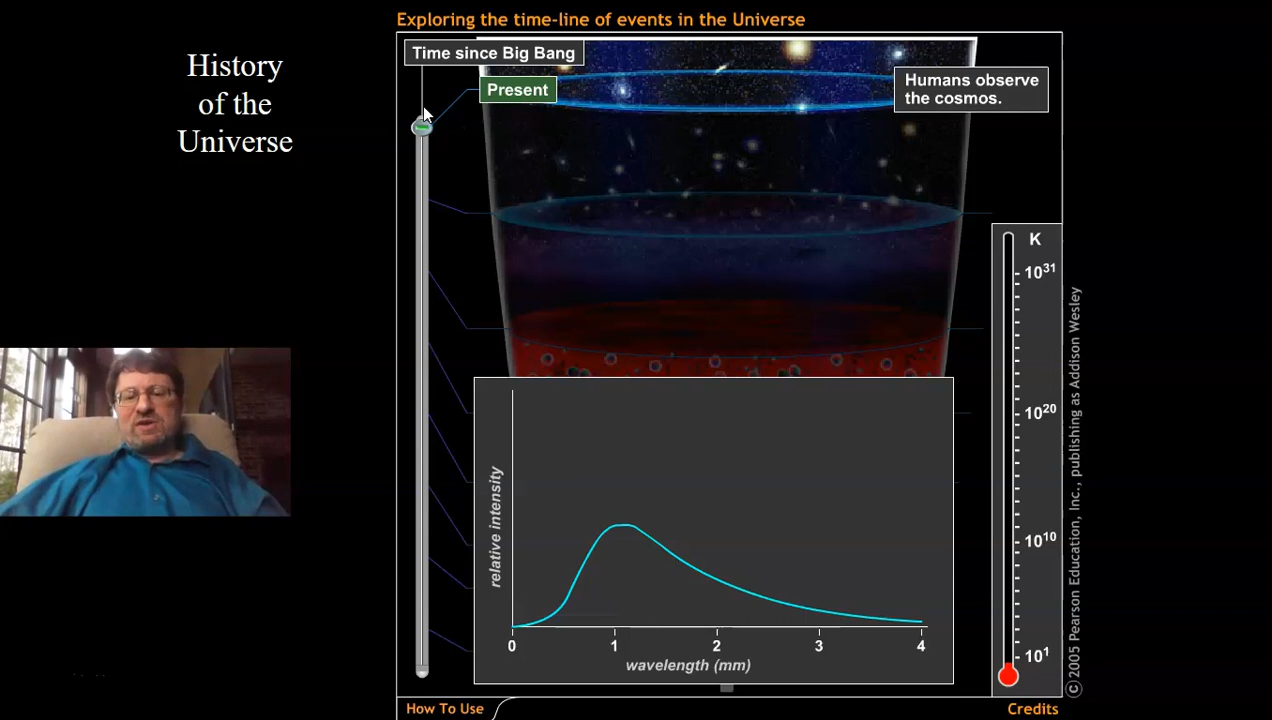 Exploring the time-line of events in the Universe
History
of the
Universe
Time since Big Bang
Present
Humans observe
the cosmos.
K
10³¹
10²⁰
10¹⁰
10¹
relative intensity
0 1 2 3 4
wavelength (mm)
© 2005 Pearson Education, Inc., publishing as Addison Wesley
How To Use
Credits